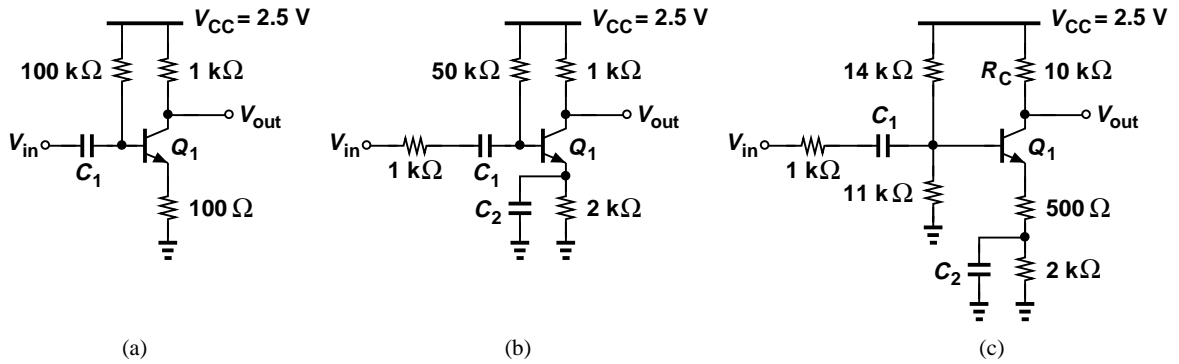 V_CC = 2.5 V
100 kΩ
1 kΩ
V_out
V_in
C_1
Q_1
100 Ω
(a)
V_CC = 2.5 V
50 kΩ
1 kΩ
V_out
V_in
1 kΩ
C_1
Q_1
C_2
2 kΩ
(b)
V_CC = 2.5 V
14 kΩ
R_C
10 kΩ
V_out
C_1
V_in
1 kΩ
Q_1
11 kΩ
500 Ω
C_2
2 kΩ
(c)